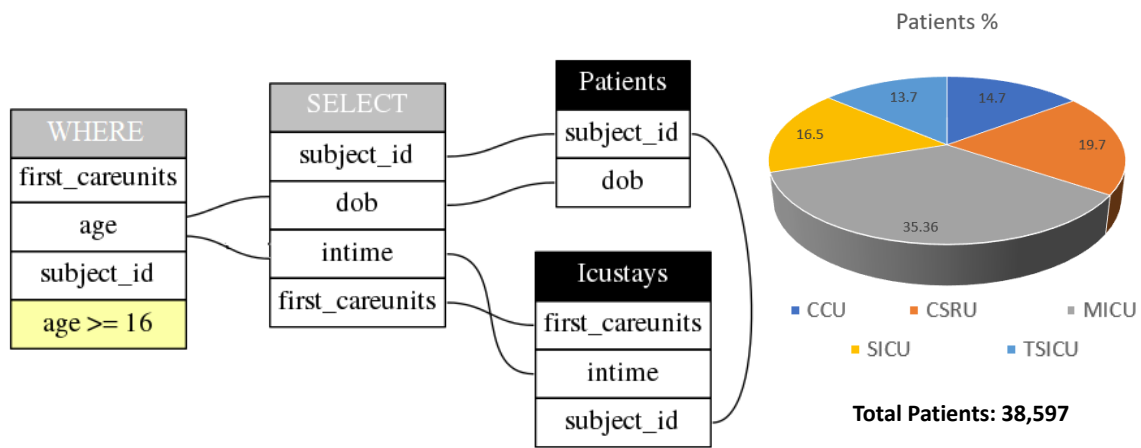 WHERE
first_careunits
age
subject_id
age >= 16
SELECT
subject_id
dob
intime
first_careunits
Patients
subject_id
dob
Icustays
first_careunits
intime
subject_id
Patients %
13.7
14.7
16.5
19.7
35.36
CCU
CSRU
MICU
SICU
TSICU
Total Patients: 38,597